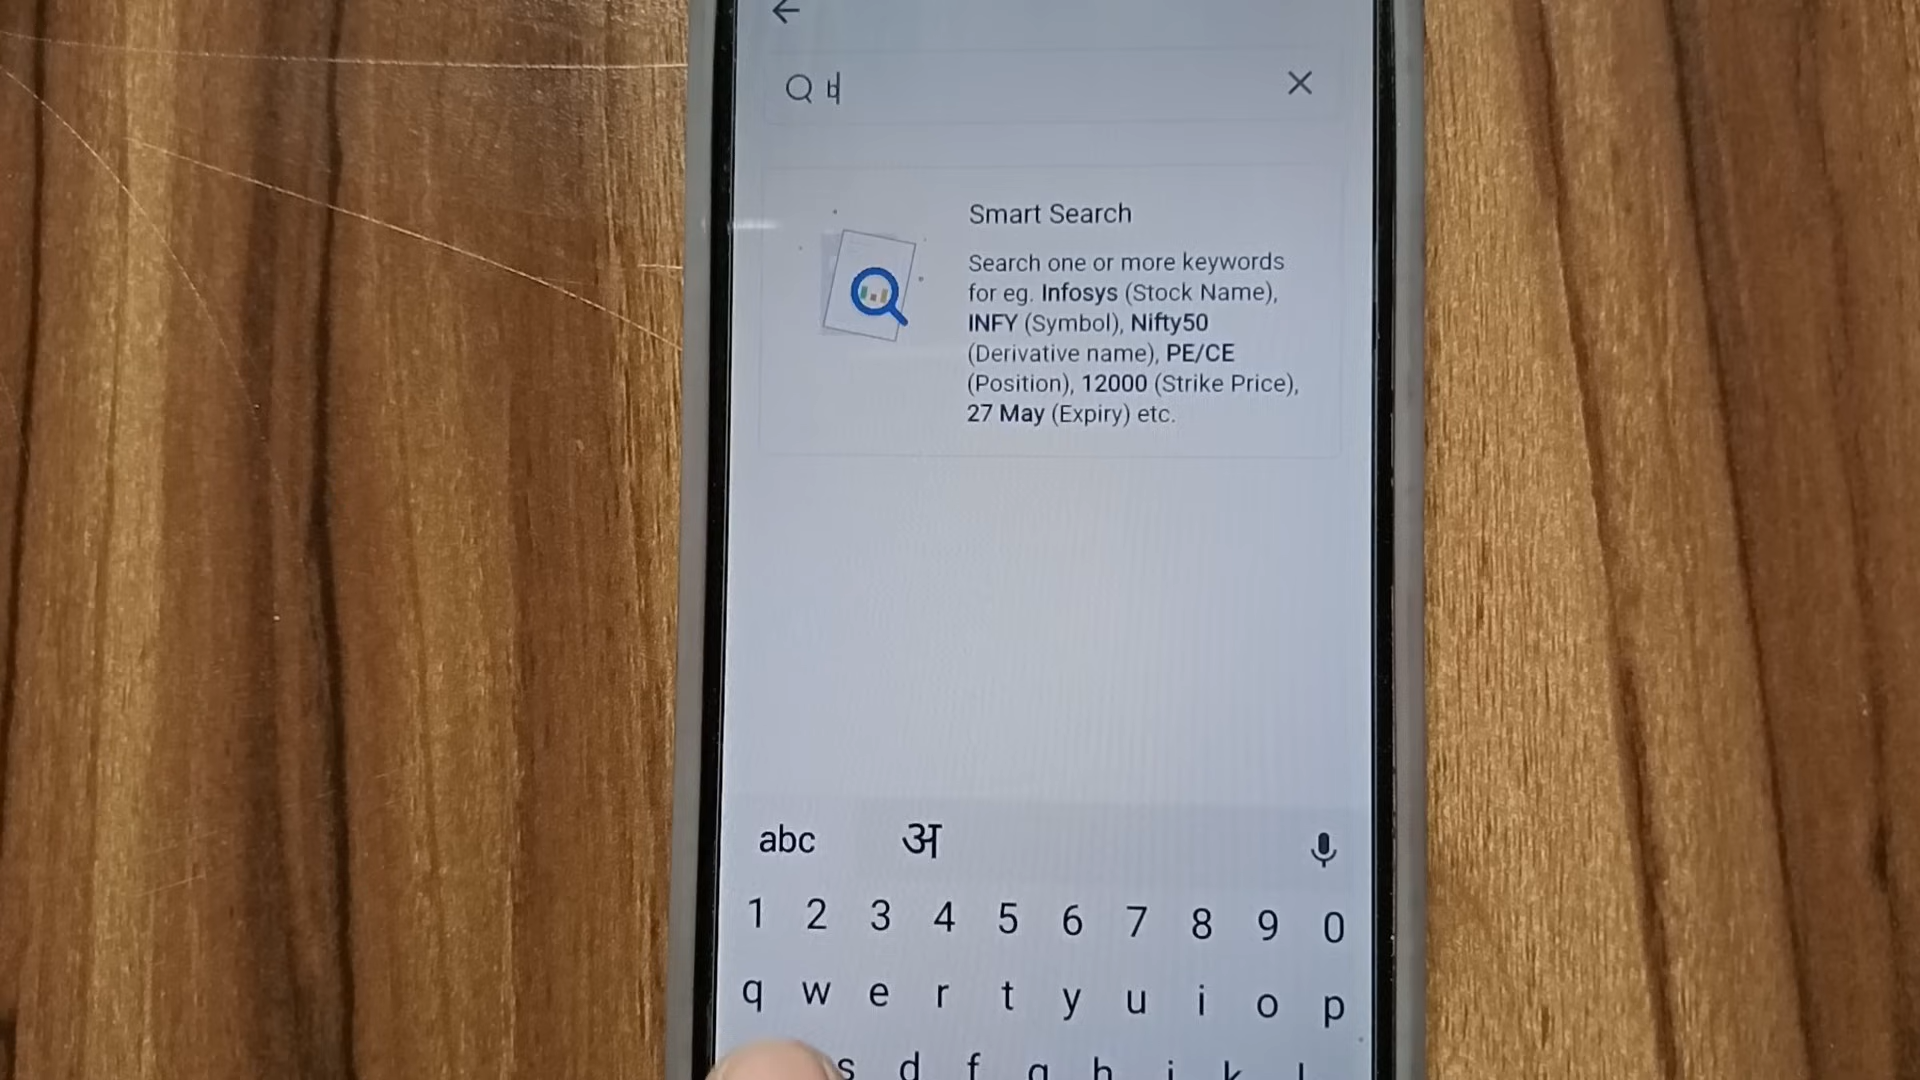 b
Smart Search
Search one or more keywords
for eg. Infosys (Stock Name),
INFY (Symbol), Nifty50
(Derivative name), PE/CE
(Position), 12000 (Strike Price),
27 May (Expiry) etc.
abc अ
1 2 3 4 5 6 7 8 9 0
q w e r t y u i o p
s d f g h j k l